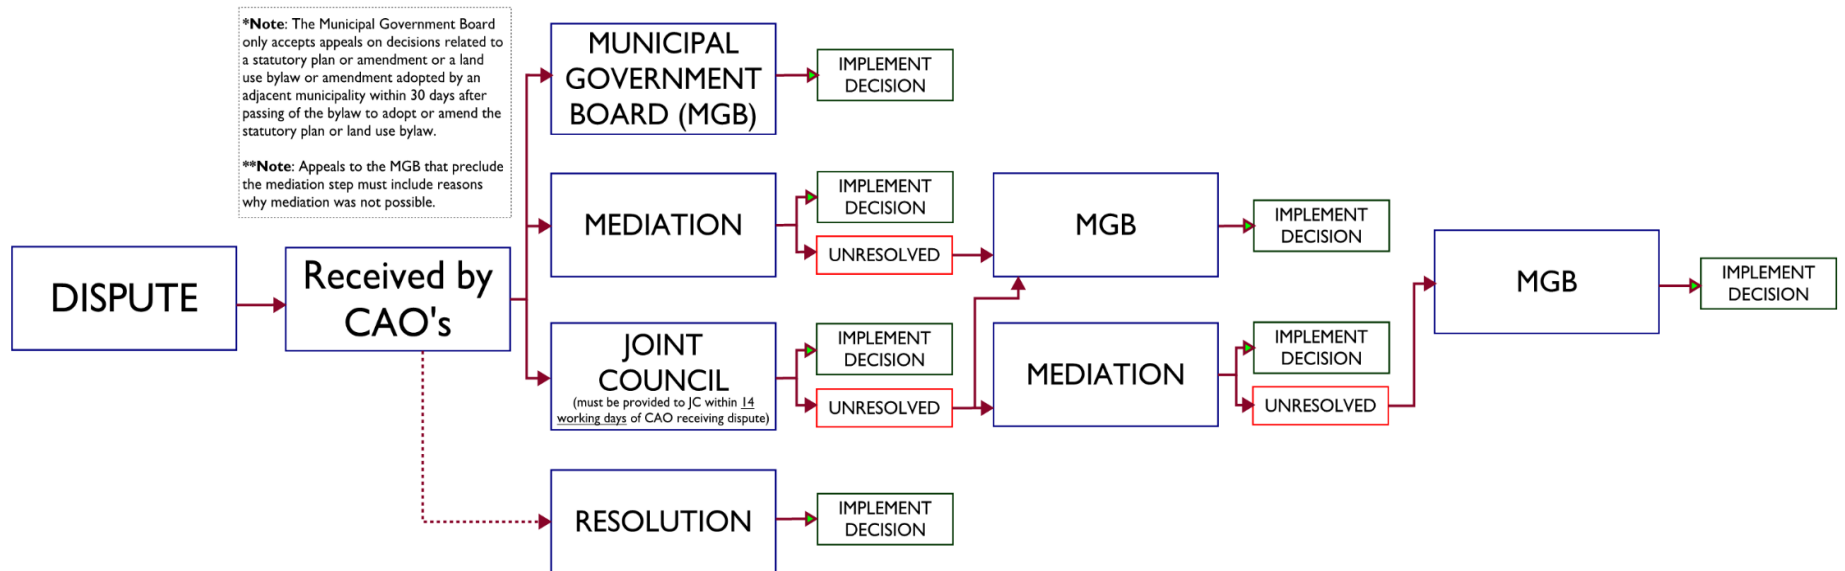 *Note: The Municipal Government Board
only accepts appeals on decisions related to
a statutory plan or amendment or a land
use bylaw or amendment adopted by an
adjacent municipality within 30 days after
passing of the bylaw to adopt or amend the
statutory plan or land use bylaw.
**Note: Appeals to the MGB that preclude
the mediation step must include reasons
why mediation was not possible.
DISPUTE
Received by
CAO's
MUNICIPAL
GOVERNMENT
BOARD (MGB)
IMPLEMENT
DECISION
MEDIATION
IMPLEMENT
DECISION
UNRESOLVED
MGB
IMPLEMENT
DECISION
JOINT
COUNCIL
(must be provided to JC within 14
working days of CAO receiving dispute)
IMPLEMENT
DECISION
UNRESOLVED
MEDIATION
IMPLEMENT
DECISION
UNRESOLVED
MGB
IMPLEMENT
DECISION
RESOLUTION
IMPLEMENT
DECISION